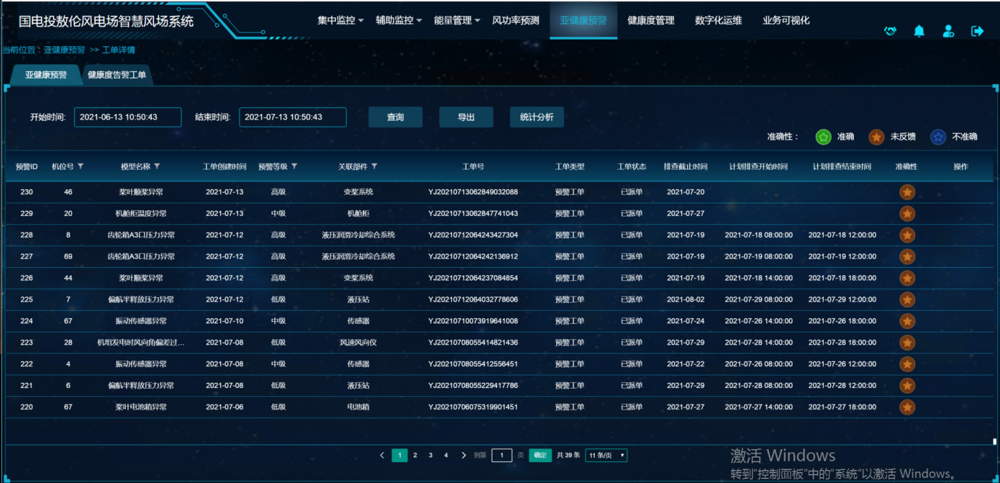 国电投敖伦风电场智慧风场系统
集中监控 辅助监控 能量管理 风功率预测 亚健康预警 健康度管理 数字化运维 业务可视化
当前位置：亚健康预警 >> 工单详情
亚健康预警 健康度告警工单
开始时间: 2021-06-13 10:50:43 结束时间: 2021-07-13 10:50:43 查询 导出 统计分析
准确性： 准确 未反馈 不准确
预警ID 机位号 模型名称 工单创建时间 预警等级 关联部件 工单号 工单类型 工单状态 排查截止时间 计划排查开始时间 计划排查结束时间 准确性 操作
230 46 桨叶顺桨异常 2021-07-13 高级 变桨系统 YJ20210713062849032088 预警工单 已派单 2021-07-20
229 20 机舱柜温度异常 2021-07-13 中级 机舱柜 YJ20210713062847741043 预警工单 已派单 2021-07-27
228 8 齿轮箱A3口压力异常 2021-07-12 高级 液压润滑冷却综合系统 YJ20210712064243427304 预警工单 已派单 2021-07-19 2021-07-18 08:00:00 2021-07-18 12:00:00
227 69 齿轮箱A3口压力异常 2021-07-12 高级 液压润滑冷却综合系统 YJ20210712064242136912 预警工单 已派单 2021-07-19 2021-07-19 08:00:00 2021-07-19 12:00:00
226 44 桨叶顺桨异常 2021-07-12 高级 变桨系统 YJ20210712064237084854 预警工单 已派单 2021-07-19 2021-07-18 14:00:00 2021-07-18 18:00:00
225 7 偏航半释放压力异常 2021-07-12 低级 液压站 YJ20210712064032778606 预警工单 已派单 2021-08-02 2021-07-29 08:00:00 2021-07-29 12:00:00
224 67 振动传感器异常 2021-07-10 中级 传感器 YJ20210710073919641008 预警工单 已派单 2021-07-24 2021-07-26 14:00:00 2021-07-26 18:00:00
223 28 机组发电时风向角偏差过... 2021-07-08 低级 风速风向仪 YJ20210708055414821436 预警工单 已派单 2021-07-29 2021-07-28 14:00:00 2021-07-28 18:00:00
222 4 振动传感器异常 2021-07-08 中级 传感器 YJ20210708055412556451 预警工单 已派单 2021-07-22 2021-07-26 08:00:00 2021-07-26 12:00:00
221 6 偏航半释放压力异常 2021-07-08 低级 液压站 YJ20210708055229417786 预警工单 已派单 2021-07-29 2021-07-28 08:00:00 2021-07-28 12:00:00
220 67 桨叶电池箱异常 2021-07-06 低级 电池箱 YJ20210706075319901451 预警工单 已派单 2021-07-27 2021-07-27 14:00:00 2021-07-27 18:00:00
< 1 2 3 4 > 到第 1 页 确定 共 39 条 11 条/页
激活 Windows
转到"控制面板"中的"系统"以激活 Windows。